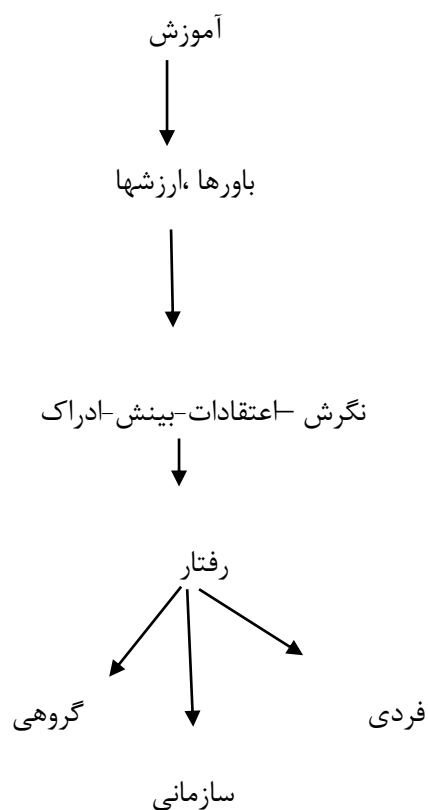 آموزش
باورها ،ارزشها
نگرش –اعتقادات-بینش-ادراک
رفتار
فردی
گروهی
سازمانی